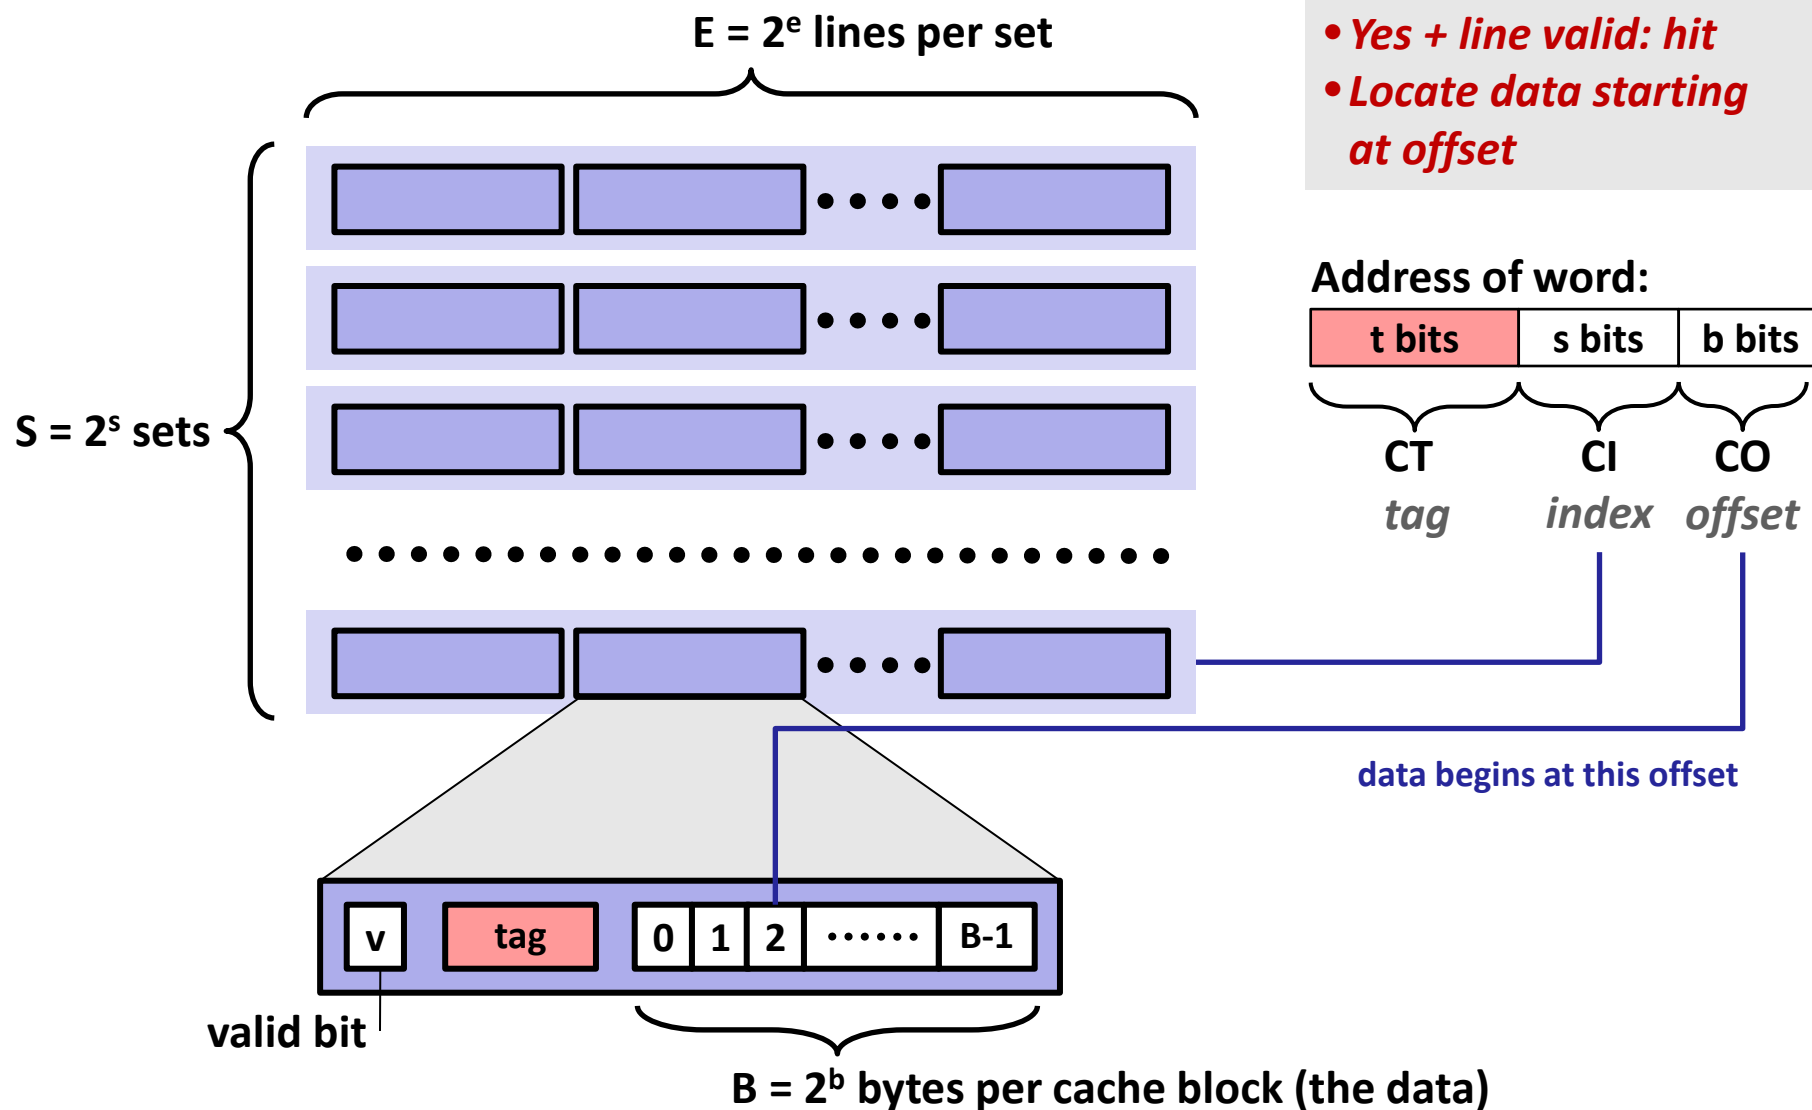 E = 2ᵉ lines per set
• Yes + line valid: hit
• Locate data starting
at offset
Address of word:
t bits s bits b bits
S = 2ˢ sets
CT CI CO
tag index offset
data begins at this offset
v tag 0 1 2 ······ B-1
valid bit
B = 2ᵇ bytes per cache block (the data)